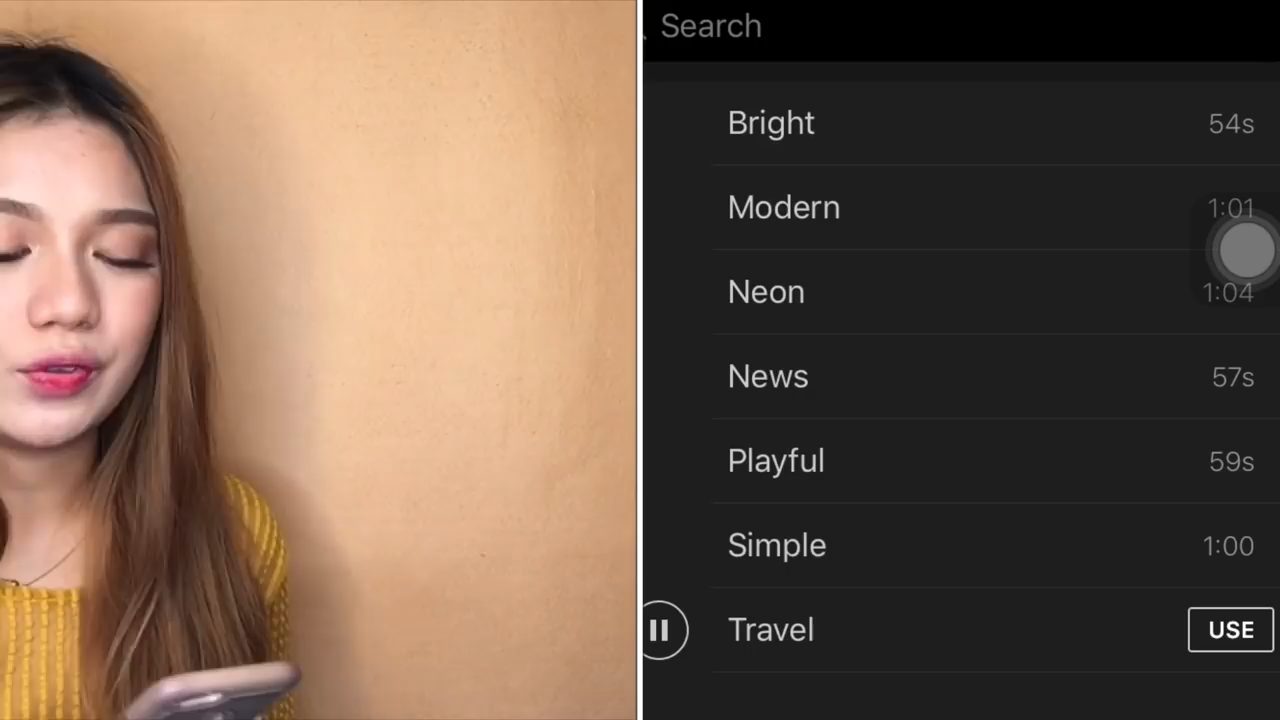 Search
Bright 54s
Modern 1:01
Neon 1:04
News 57s
Playful 59s
Simple 1:00
Travel USE